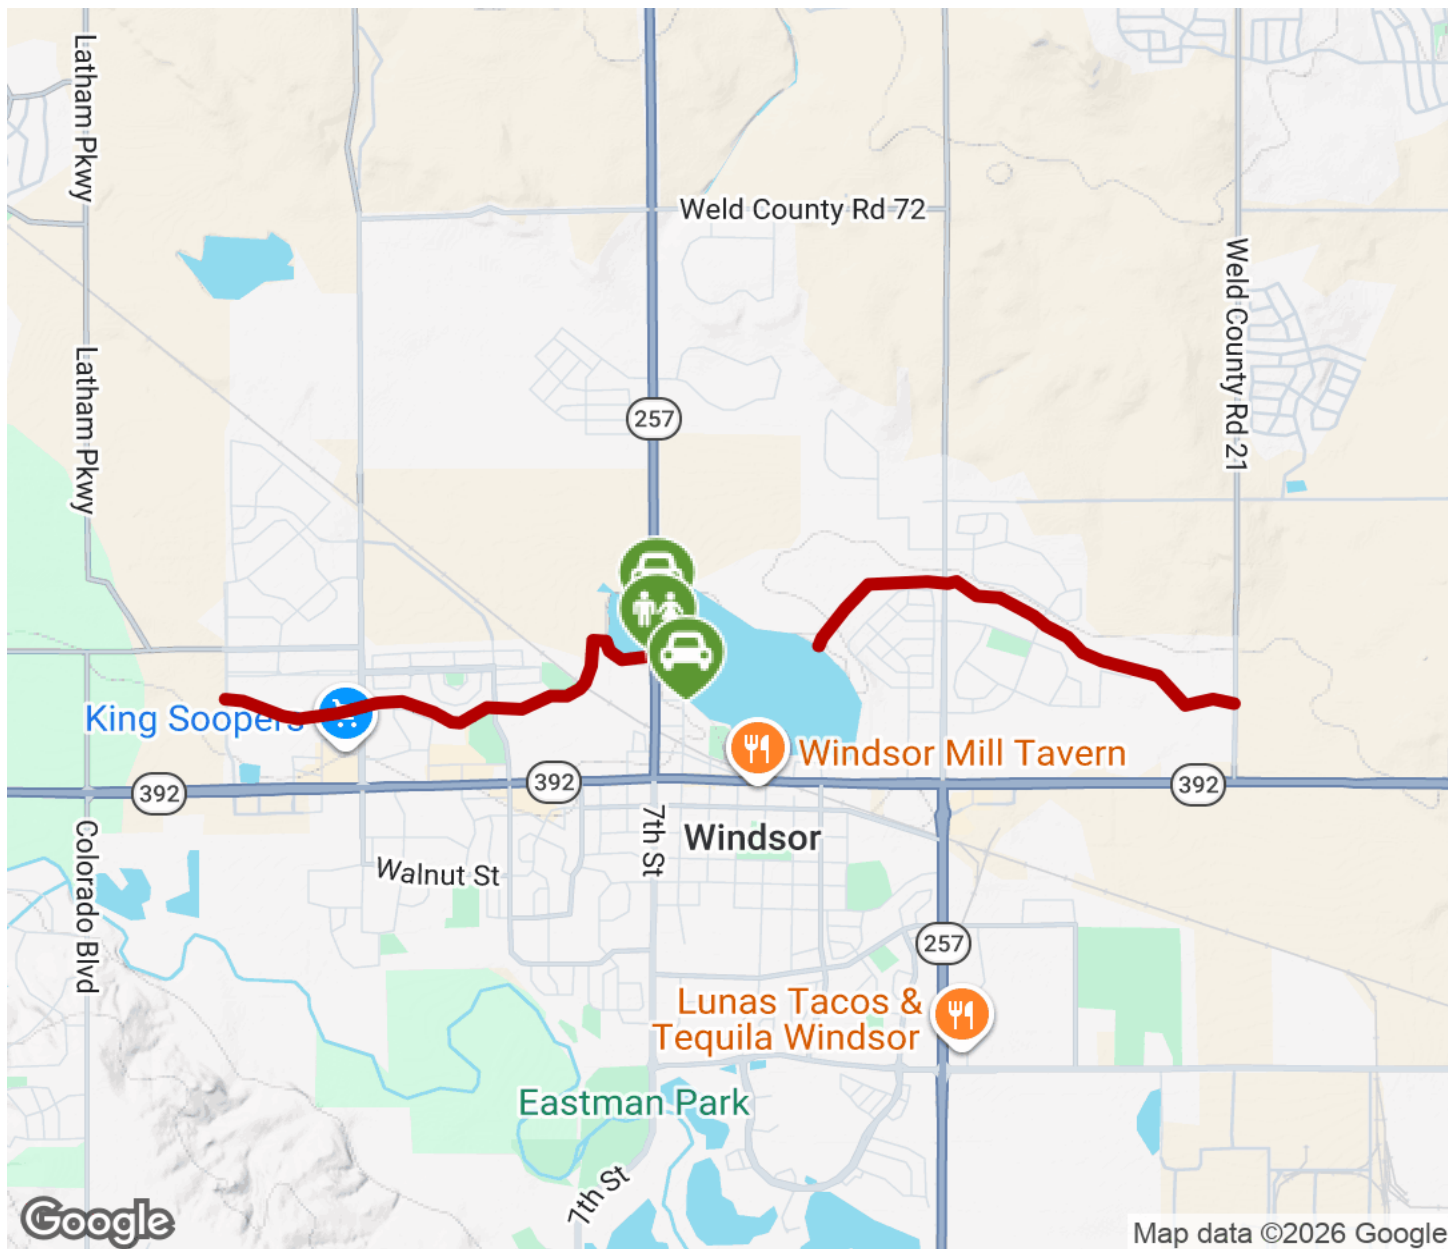 Latham Pkwy
Weld County Rd 72
Weld County Rd 21
Latham Pkwy
257
King Soopers
Windsor Mill Tavern
392
392
392
7th St
Windsor
Colorado Blvd
Walnut St
257
Lunas Tacos &
Tequila Windsor
Eastman Park
7th St
Google
Map data ©2026 Google